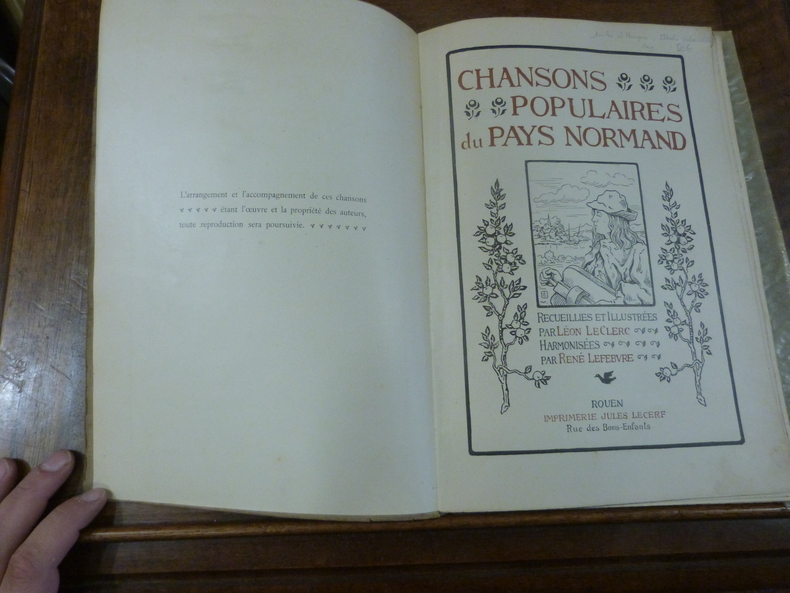 L'arrangement et l'accompagnement de ces chansons
étant l'œuvre et la propriété des auteurs,
toute reproduction sera poursuivie.
CHANSONS
POPULAIRES
du PAYS NORMAND
RECUEILLIES ET ILLUSTRÉES
PAR LÉON LECLERC
HARMONISÉES
PAR RENÉ LEFEBVRE
ROUEN
IMPRIMERIE JULES LECERF
Rue des Bons-Enfants